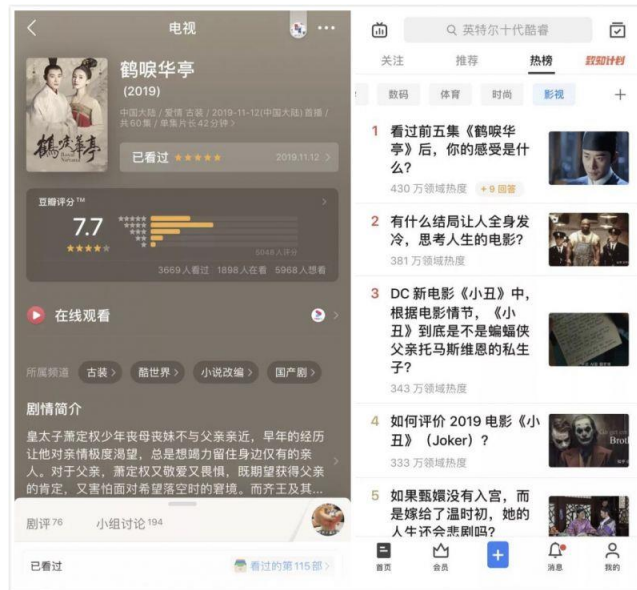 电视
鹤唳华亭
(2019)
中国大陆 / 爱情 古装 / 2019-11-12(中国大陆) 首播 /
共60集 / 单集片长42分钟 >
鹤唳华亭
已看过 ★★★★★ 2019.11.12 >
豆瓣评分™
7.7
5048人评分
3669人看过 1898人在看 5968人想看
在线观看
所属频道 古装 > 酷世界 > 小说改编 > 国产剧 >
剧情简介
皇太子萧定权少年丧母丧妹不与父亲亲近，早年的经历
让他对亲情极度渴望，总是想竭力留住身边仅有的亲
人。对于父亲，萧定权又敬爱又畏惧，既期望获得父亲
的肯定，又害怕面对希望落空时的窘境。而齐王及其...
剧评 76 小组讨论 194
已看过 看过的第115部 >
英特尔十代酷睿
关注 推荐 热榜 致知计划
数码 体育 时尚 影视 +
1 看过前五集《鹤唳华
亭》后，你的感受是什
么？
430 万领域热度 +9 回答
2 有什么结局让人全身发
冷，思考人生的电影？
381 万领域热度
3 DC 新电影《小丑》中，
根据电影情节，《小
丑》到底是不是蝙蝠侠
父亲托马斯维恩的私生
子？
343 万领域热度
4 如何评价 2019 电影《小
丑》（Joker）？
333 万领域热度
Brotl
5 如果甄嬛没有入宫，而
是嫁给了温时初，她的
人生还会悲剧吗？
首页 会员 + 消息 我的